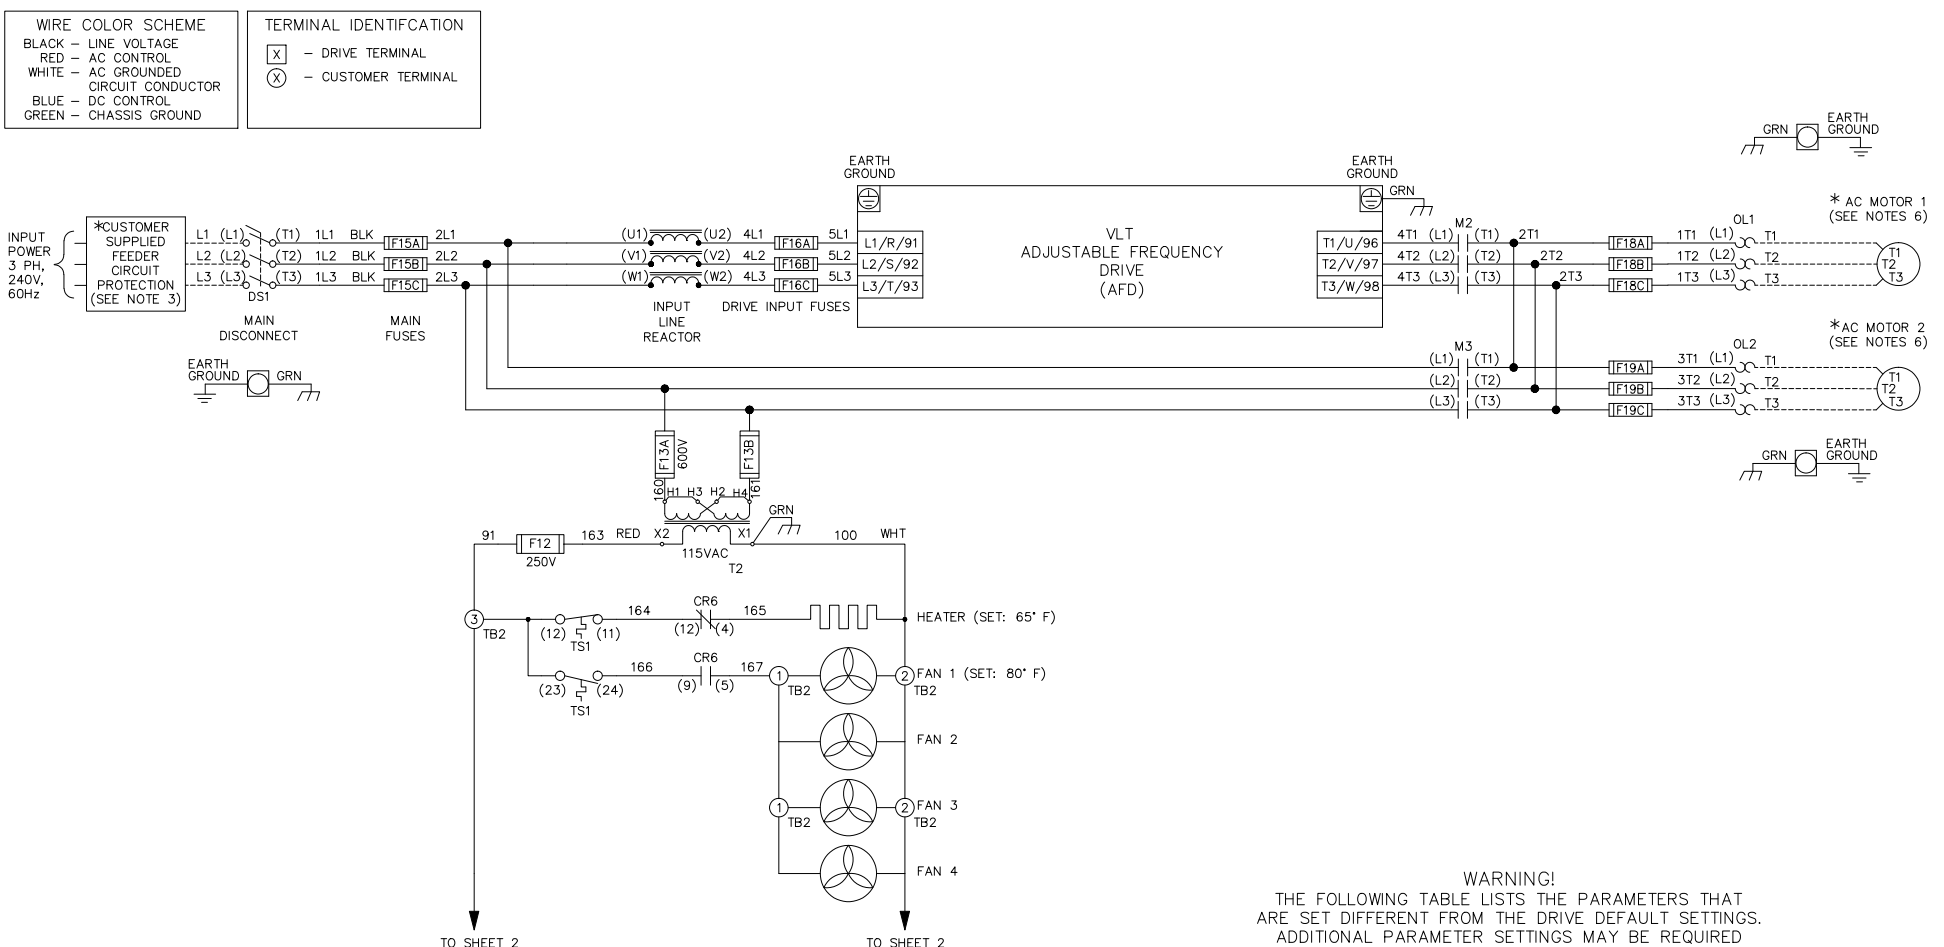 WIRE COLOR SCHEME
BLACK – LINE VOLTAGE
RED – AC CONTROL
WHITE – AC GROUNDED
CIRCUIT CONDUCTOR
BLUE – DC CONTROL
GREEN – CHASSIS GROUND
TERMINAL IDENTIFCATION
X – DRIVE TERMINAL
X – CUSTOMER TERMINAL
INPUT
POWER
3 PH,
240V,
60Hz
*CUSTOMER
SUPPLIED
FEEDER
CIRCUIT
PROTECTION
(SEE NOTE 3)
L1 (L1) (T1) 1L1 BLK F15A 2L1
L2 (L2) (T2) 1L2 BLK F15B 2L2
L3 (L3) (T3) 1L3 BLK F15C 2L3
DS1
MAIN
DISCONNECT
MAIN
FUSES
EARTH
GROUND GRN
(U1) (U2) 4L1 F16A 5L1
(V1) (V2) 4L2 F16B 5L2
(W1) (W2) 4L3 F16C 5L3
INPUT
LINE
REACTOR
DRIVE INPUT FUSES
EARTH
GROUND
EARTH
GROUND
GRN
L1/R/91
L2/S/92
L3/T/93
VLT
ADJUSTABLE FREQUENCY
DRIVE
(AFD)
T1/U/96
T2/V/97
T3/W/98
M2
4T1 (L1) (T1) 2T1
4T2 (L2) (T2) 2T2
4T3 (L3) (T3) 2T3
F18A 1T1 (L1) T1
F18B 1T2 (L2) T2
F18C 1T3 (L3) T3
OL1
GRN EARTH
GROUND
* AC MOTOR 1
(SEE NOTES 6)
T1
T2
T3
M3
(L1) (T1)
(L2) (T2)
(L3) (T3)
F19A 3T1 (L1) T1
F19B 3T2 (L2) T2
F19C 3T3 (L3) T3
OL2
*AC MOTOR 2
(SEE NOTES 6)
T1
T2
T3
GRN EARTH
GROUND
F13A
600V
F13B
160
161
H1 H3 H2 H4
GRN
91 F12 163 RED X2 X1 100 WHT
250V
115VAC
T2
3
TB2
(12) (11)
TS1
164
CR6
(12) (4)
165
HEATER (SET: 65° F)
(23) (24)
TS1
166
CR6
(9) (5)
167
1
TB2
2
TB2
FAN 1 (SET: 80° F)
FAN 2
1
TB2
2
TB2
FAN 3
FAN 4
TO SHEET 2
TO SHEET 2
WARNING!
THE FOLLOWING TABLE LISTS THE PARAMETERS THAT
ARE SET DIFFERENT FROM THE DRIVE DEFAULT SETTINGS.
ADDITIONAL PARAMETER SETTINGS MAY BE REQUIRED